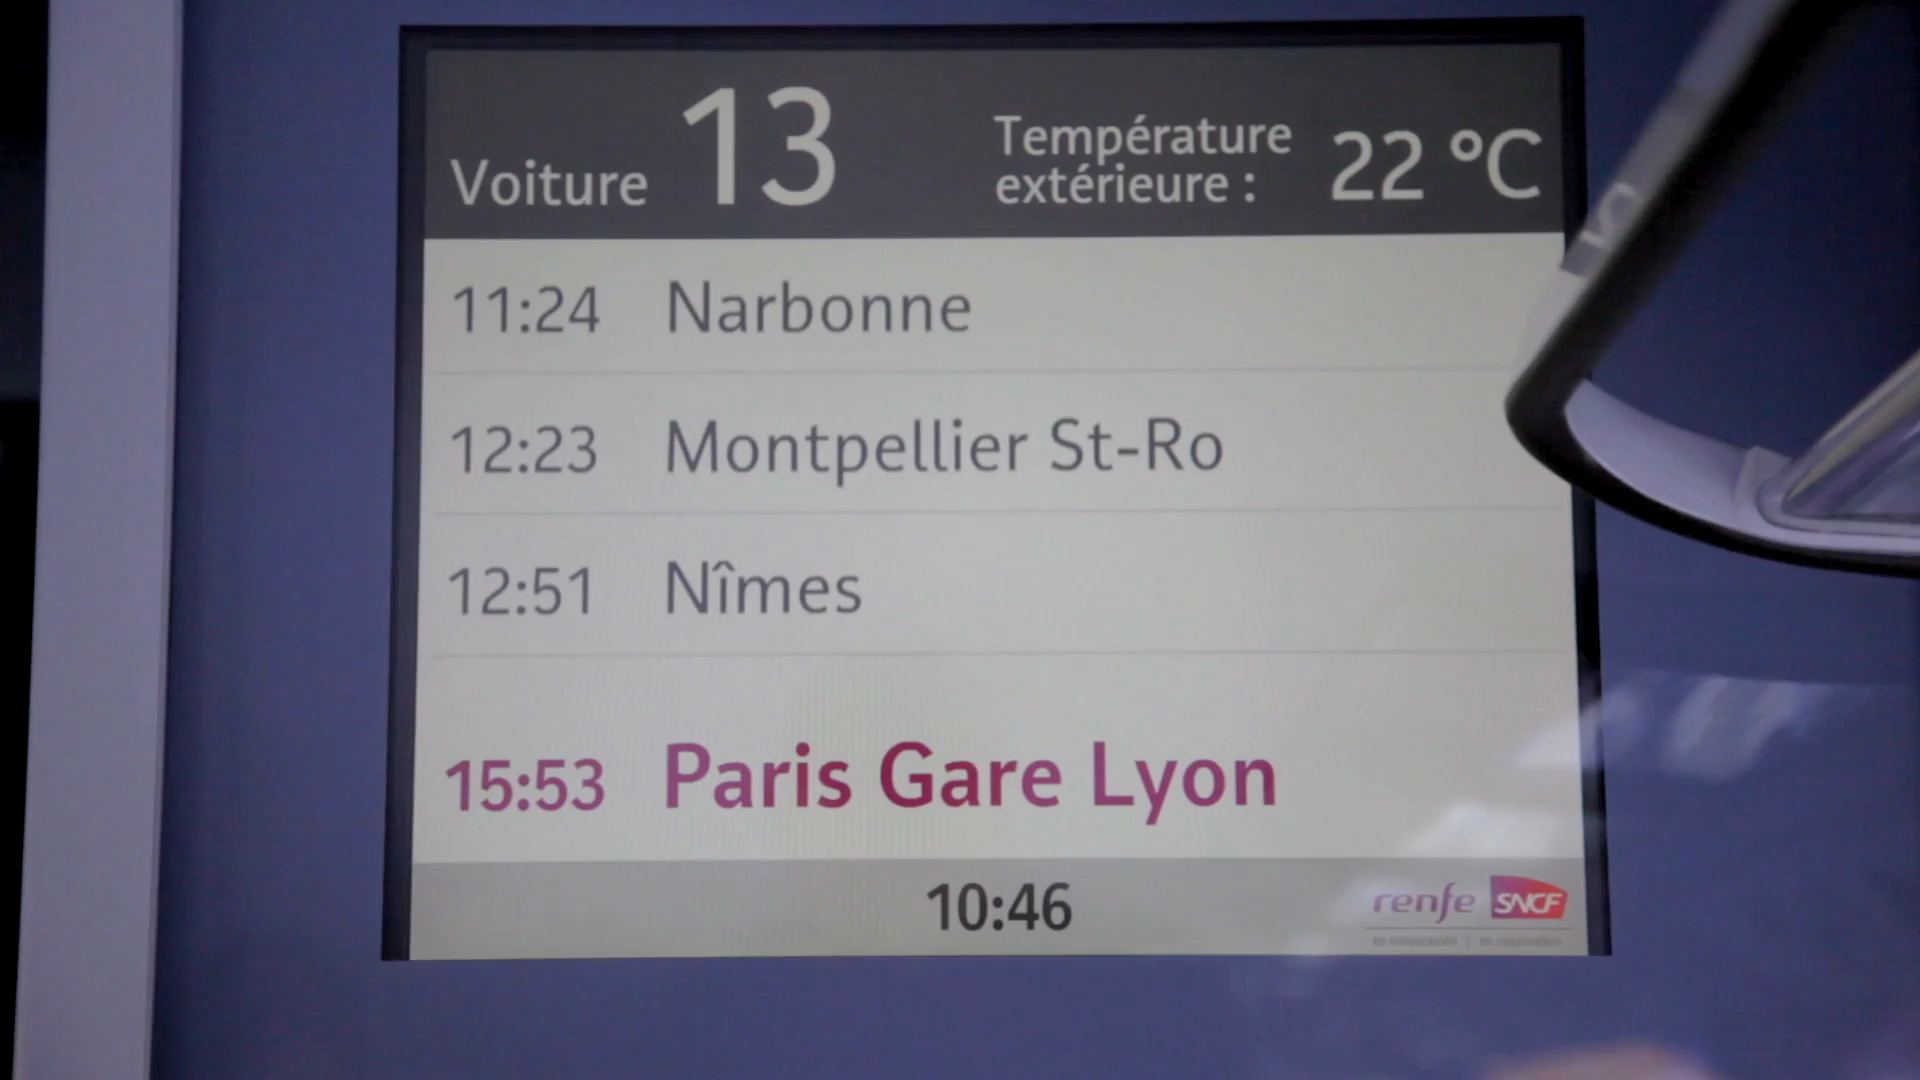 Voiture 13
Température
extérieure :
22 °C
11:24 Narbonne
12:23 Montpellier St-Ro
12:51 Nîmes
15:53 Paris Gare Lyon
10:46
renfe SNCF